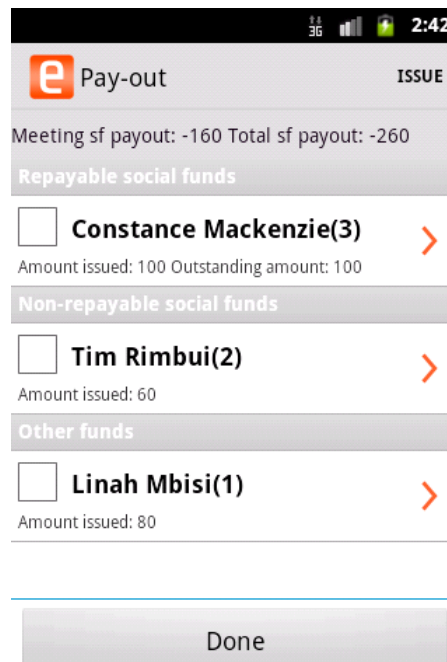 3G 2:42
e Pay-out ISSUE
Meeting sf payout: -160 Total sf payout: -260
Repayable social funds
Constance Mackenzie(3)
Amount issued: 100 Outstanding amount: 100
Non-repayable social funds
Tim Rimbui(2)
Amount issued: 60
Other funds
Linah Mbisi(1)
Amount issued: 80
Done